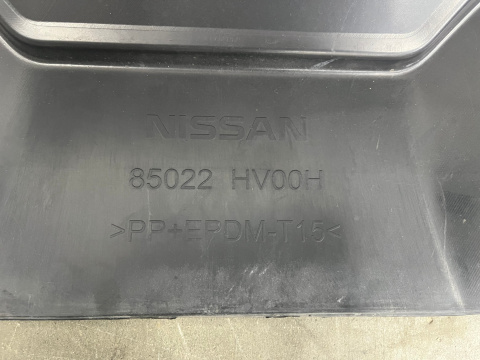 NISSAN
85022 HV00H
>PP+EPDM-T15<